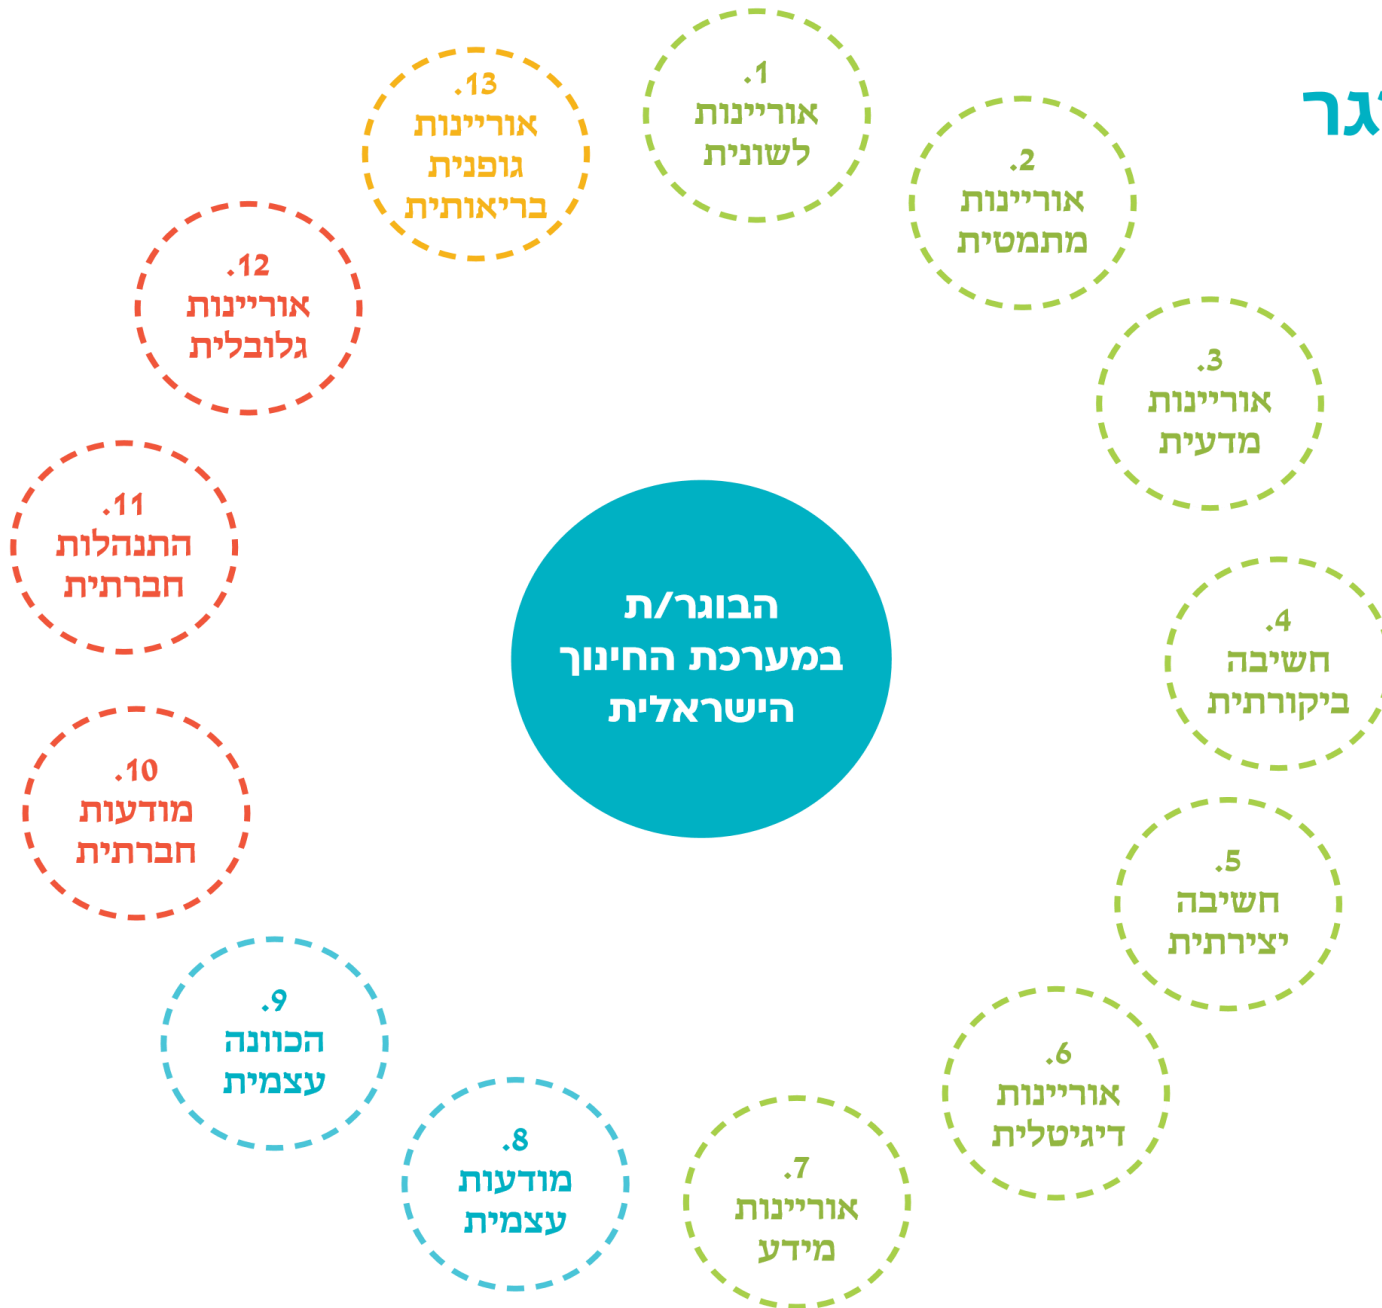 1.
אוריינות
לשונית
2.
אוריינות
מתמטית
3.
אוריינות
מדעית
4.
חשיבה
ביקורתית
5.
חשיבה
יצירתית
6.
אוריינות
דיגיטלית
7.
אוריינות
מידע
8.
מודעות
עצמית
9.
הכוונה
עצמית
10.
מודעות
חברתית
11.
התנהלות
חברתית
12.
אוריינות
גלובלית
13.
אוריינות
גופנית
בריאותית
הבוגר/ת
במערכת החינוך
הישראלית